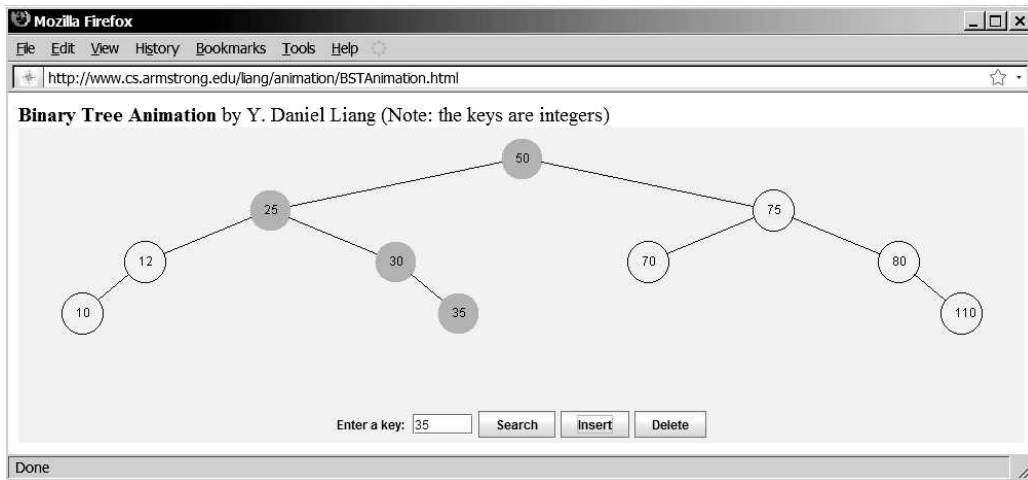 Mozilla Firefox
File Edit View History Bookmarks Tools Help
http://www.cs.armstrong.edu/liang/animation/BSTAnimation.html
Binary Tree Animation by Y. Daniel Liang (Note: the keys are integers)
50
25 75
12 30 70 80
10 35 110
Enter a key: 35 Search Insert Delete
Done